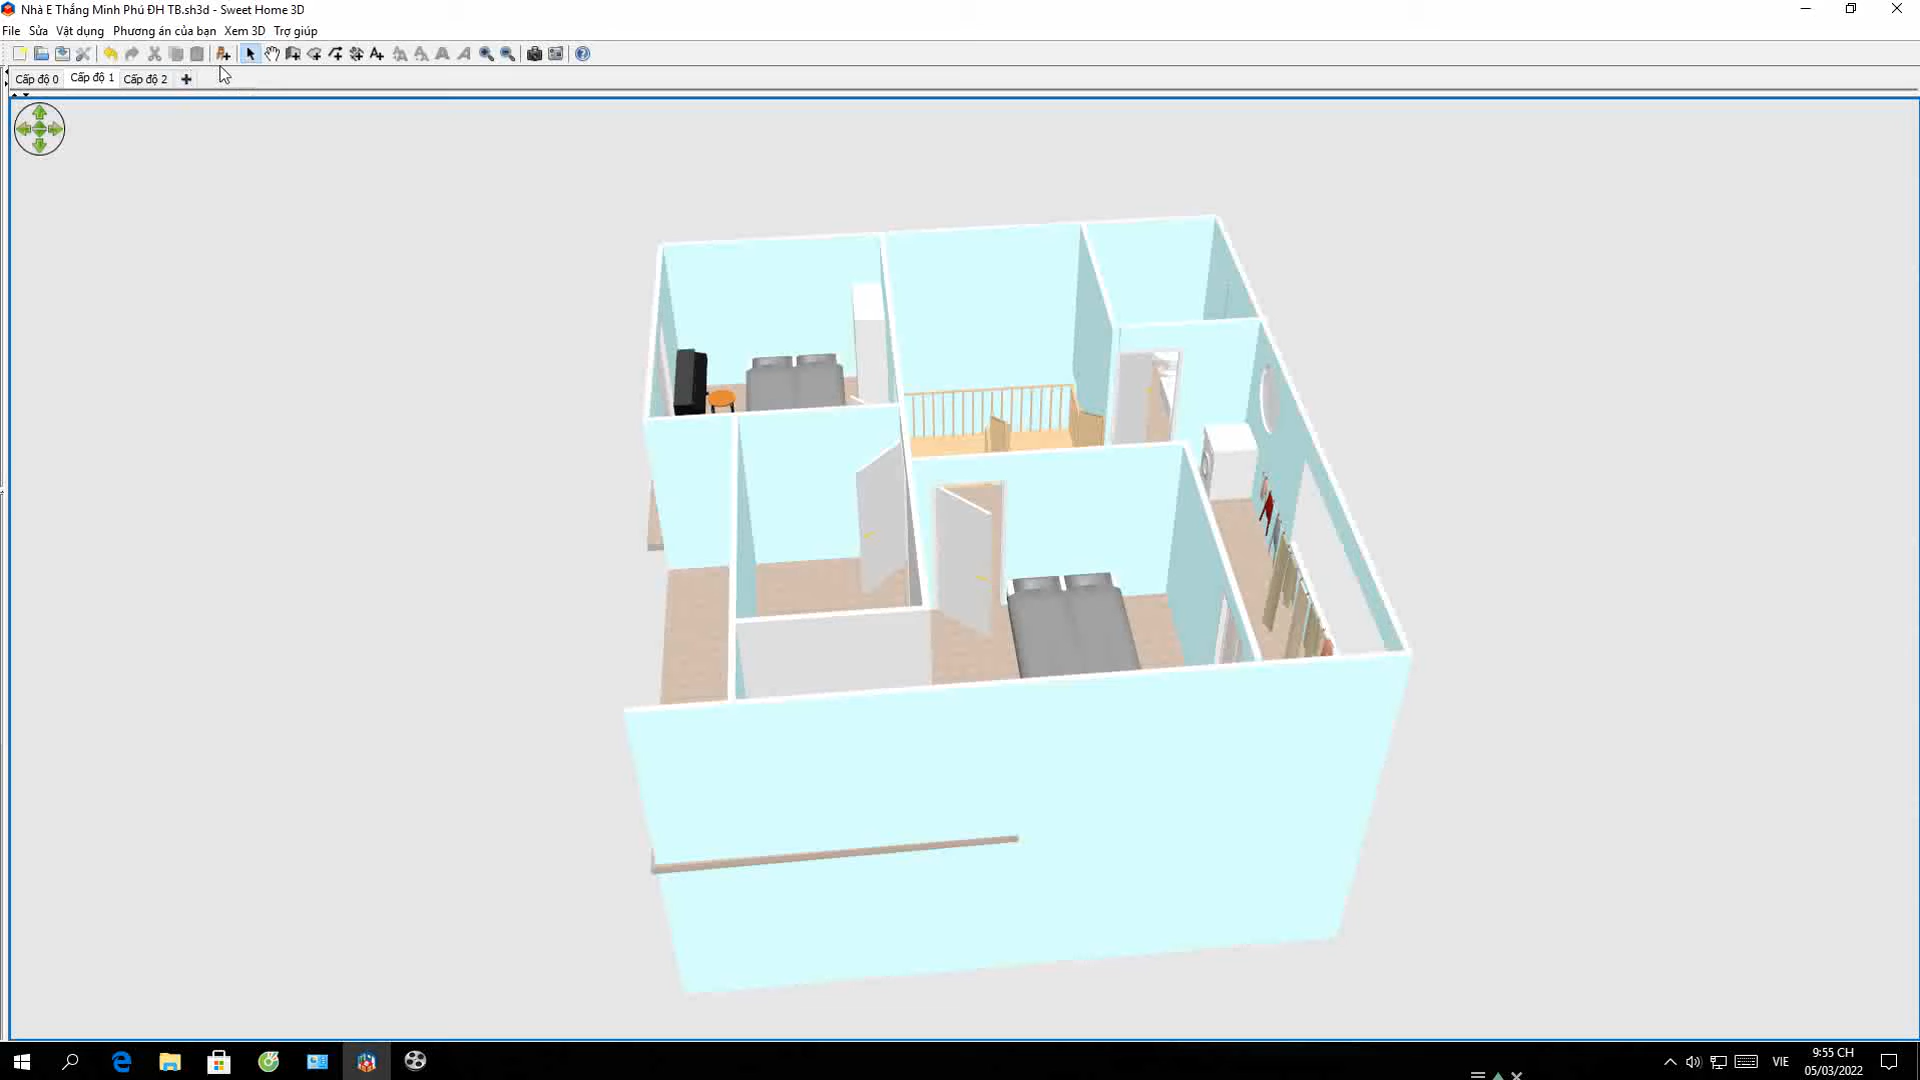 Nhà E Thắng Minh Phú ĐH TB.sh3d - Sweet Home 3D
File Sửa Vật dụng Phương án của bạn Xem 3D Trợ giúp
Cấp độ 0 Cấp độ 1 Cấp độ 2
VIE
9:55 CH
05/03/2022